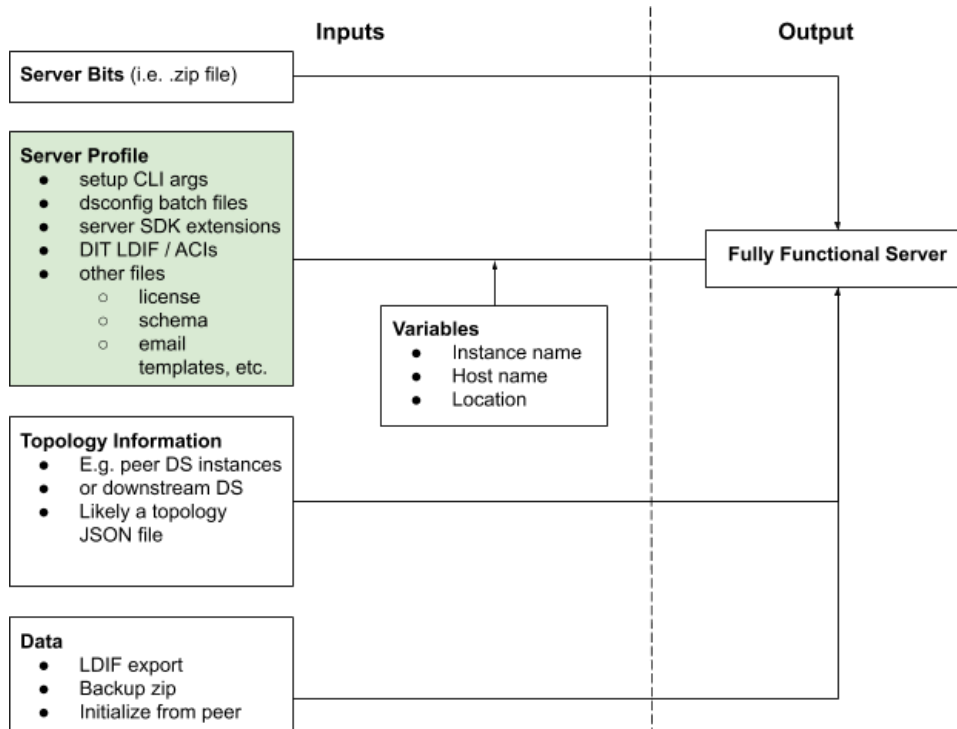 Inputs
Output
Server Bits (i.e. .zip file)
Server Profile
● setup CLI args
● dsconfig batch files
● server SDK extensions
● DIT LDIF / ACIs
● other files
○ license
○ schema
○ email
templates, etc.
Fully Functional Server
Variables
● Instance name
● Host name
● Location
Topology Information
● E.g. peer DS instances
● or downstream DS
● Likely a topology
JSON file
Data
● LDIF export
● Backup zip
● Initialize from peer